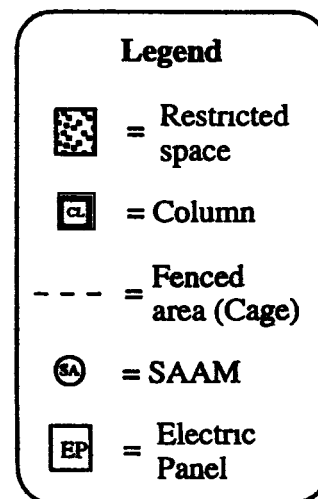 Legend
= Restricted
space
CL = Column
= Fenced
area (Cage)
SA = SAAM
EP = Electric
Panel